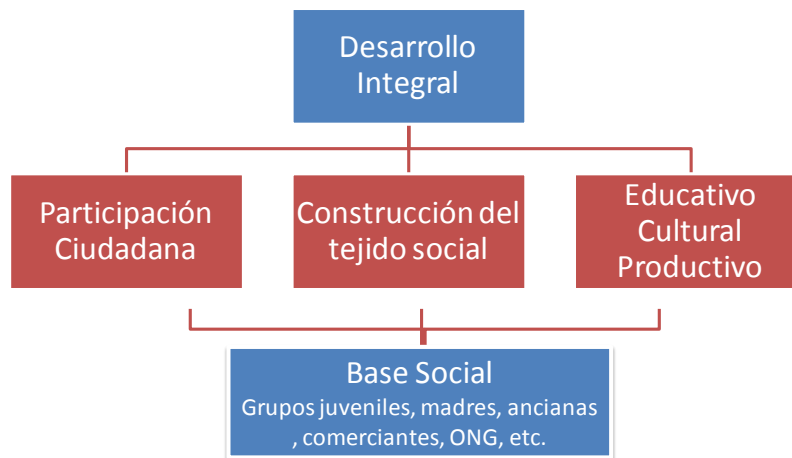 Desarrollo
Integral
Participación
Ciudadana
Construcción del
tejido social
Educativo
Cultural
Productivo
Base Social
Grupos juveniles, madres, ancianas
, comerciantes, ONG, etc.